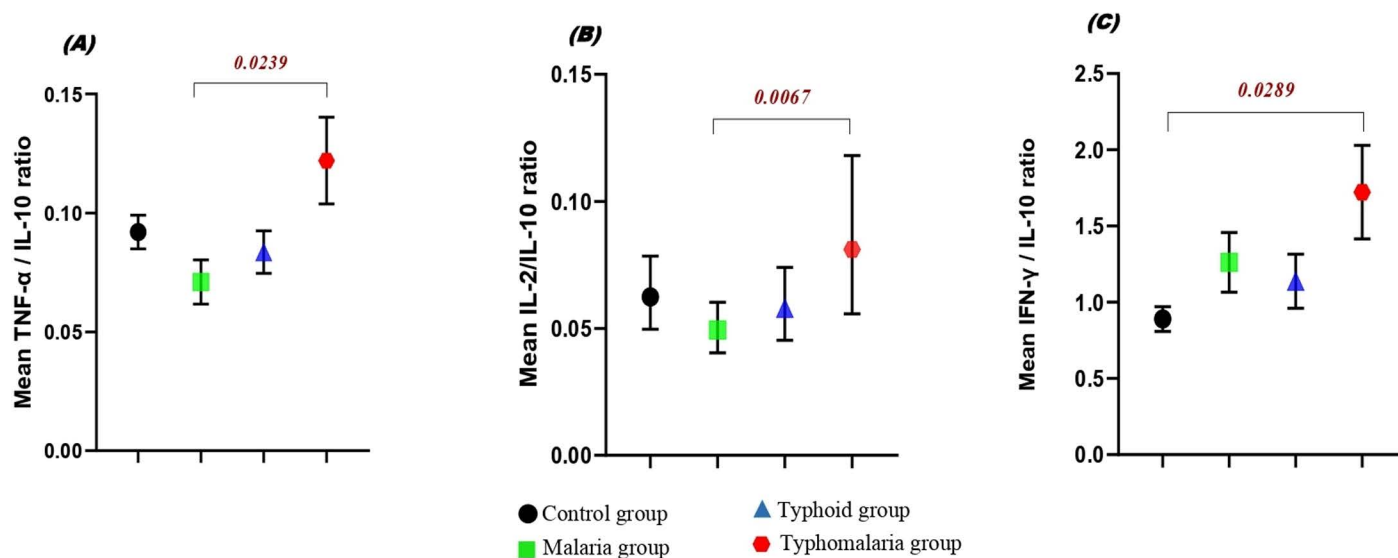 (A)
0.0239
Mean TNF-α / IL-10 ratio
0.15
0.10
0.05
0.00
(B)
0.0067
Mean IL-2/IL-10 ratio
0.15
0.10
0.05
0.00
(C)
0.0289
Mean IFN-γ / IL-10 ratio
2.5
2.0
1.5
1.0
0.5
0.0
Control group
Typhoid group
Malaria group
Typhomalaria group